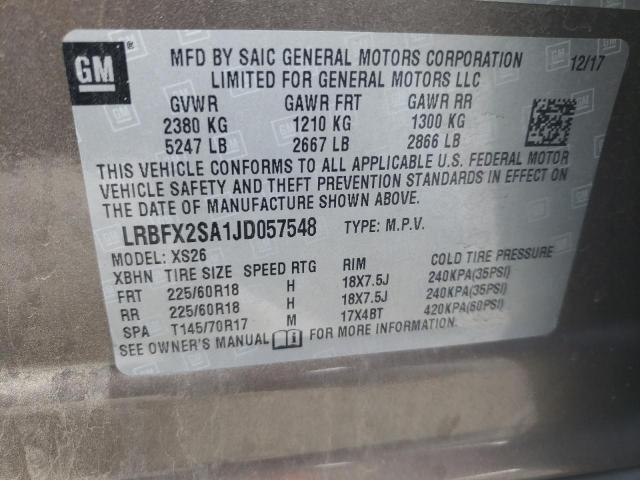 GM
MFD BY SAIC GENERAL MOTORS CORPORATION
LIMITED FOR GENERAL MOTORS LLC
12/17
GVWR GAWR FRT GAWR RR
2380 KG 1210 KG 1300 KG
5247 LB 2667 LB 2866 LB
THIS VEHICLE CONFORMS TO ALL APPLICABLE U.S. FEDERAL MOTOR
VEHICLE SAFETY AND THEFT PREVENTION STANDARDS IN EFFECT ON
THE DATE OF MANUFACTURE SHOWN ABOVE.
LRBFX2SA1JD057548 TYPE: M.P.V.
MODEL: XS26
XBHN TIRE SIZE SPEED RTG RIM
FRT 225/60R18 H 18X7.5J 240KPA(35PSI)
RR 225/60R18 H 18X7.5J 240KPA(35PSI)
SPA T145/70R17 M 17X4BT 420KPA(60PSI)
SEE OWNER'S MANUAL FOR MORE INFORMATION.